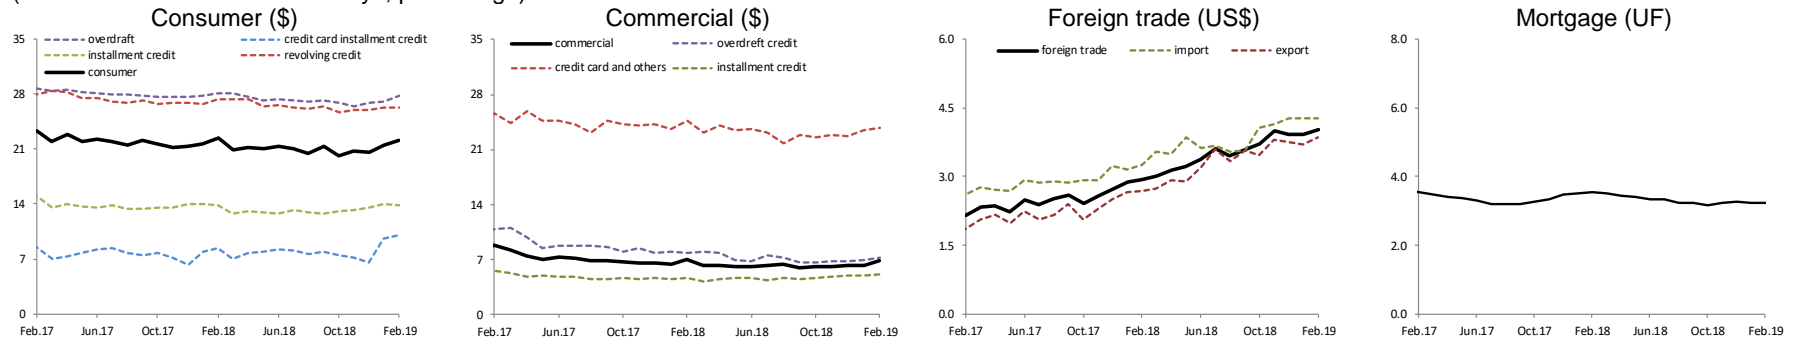 Consumer ($)
overdraft
credit card installment credit
installment credit
revolving credit
consumer
35
28
21
14
7
0
Feb.17 Jun.17 Oct.17 Feb.18 Jun.18 Oct.18 Feb.19
Commercial ($)
commercial
overdreft credit
credit card and others
installment credit
35
28
21
14
7
0
Feb.17 Jun.17 Oct.17 Feb.18 Jun.18 Oct.18 Feb.19
Foreign trade (US$)
foreign trade
import
export
6.0
4.5
3.0
1.5
0.0
Feb.17 Jun.17 Oct.17 Feb.18 Jun.18 Oct.18 Feb.19
Mortgage (UF)
8.0
6.0
4.0
2.0
0.0
Feb.17 Jun.17 Oct.17 Feb.18 Jun.18 Oct.18 Feb.19